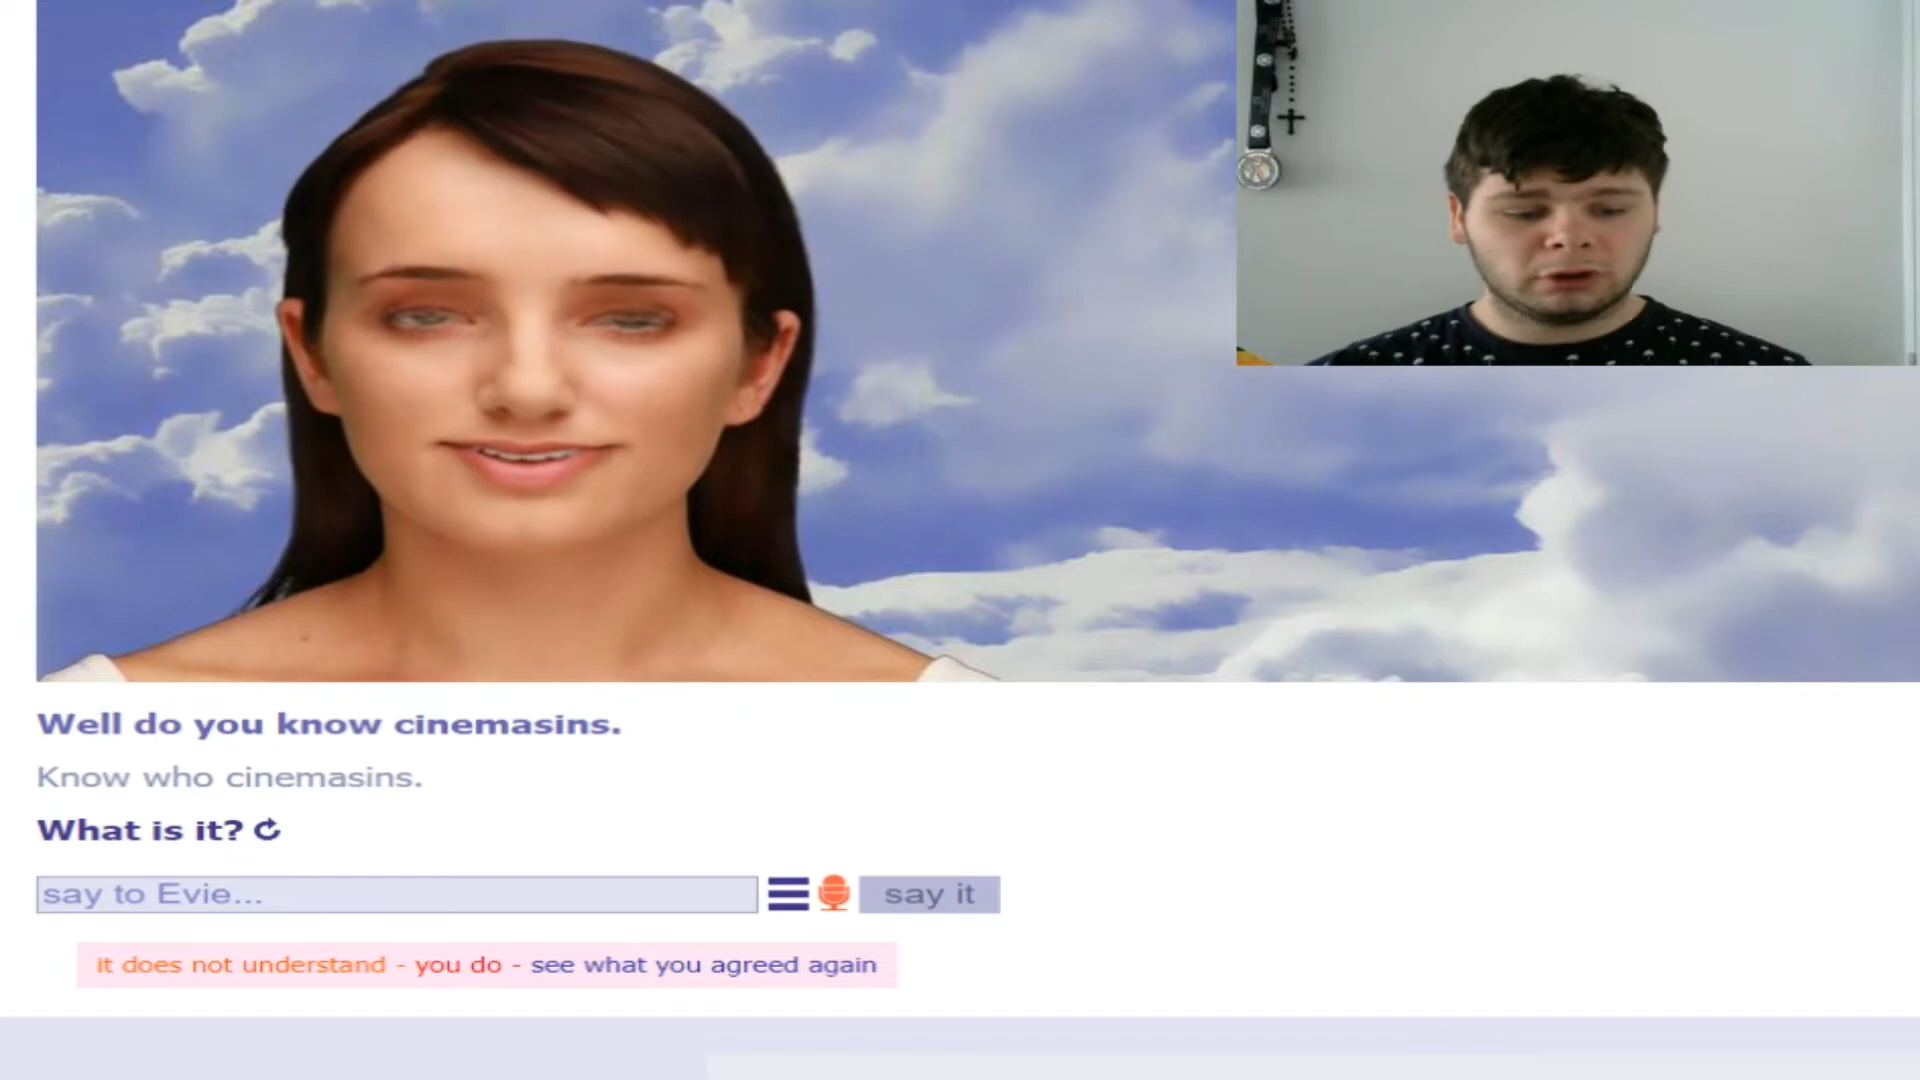 Well do you know cinemasins.
Know who cinemasins.
What is it?
say to Evie...
say it
it does not understand - you do - see what you agreed again